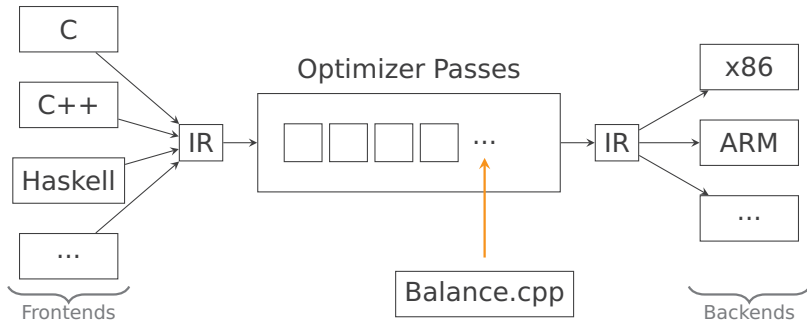 C
C++
Haskell
...
Frontends
IR
Optimizer Passes
...
Balance.cpp
IR
x86
ARM
...
Backends